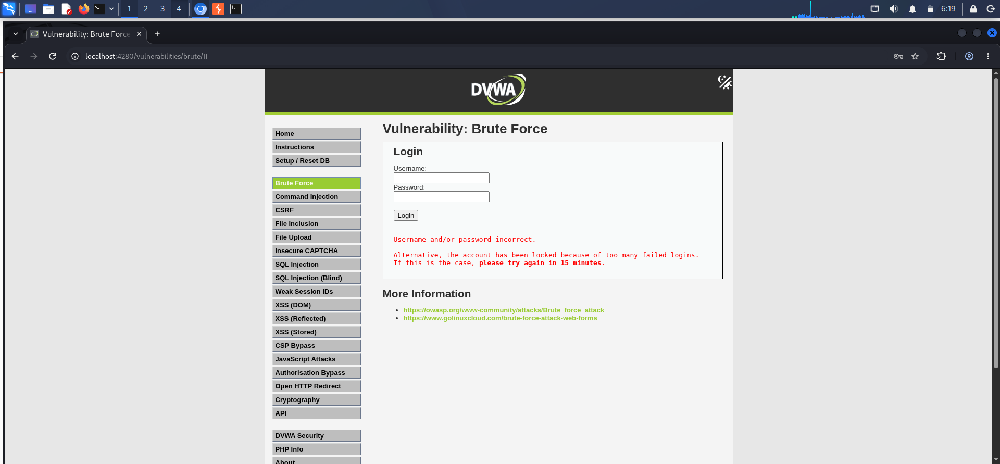 1 2 3 4 6:19
Vulnerability: Brute Force
localhost:4280/vulnerabilities/brute/#
DVWA
Home
Instructions
Setup / Reset DB
Brute Force
Command Injection
CSRF
File Inclusion
File Upload
Insecure CAPTCHA
SQL Injection
SQL Injection (Blind)
Weak Session IDs
XSS (DOM)
XSS (Reflected)
XSS (Stored)
CSP Bypass
JavaScript Attacks
Authorisation Bypass
Open HTTP Redirect
Cryptography
API
DVWA Security
PHP Info
About
Vulnerability: Brute Force
Login
Username:
Password:
Login
Username and/or password incorrect.
Alternative, the account has been locked because of too many failed logins.
If this is the case, please try again in 15 minutes.
More Information
https://owasp.org/www-community/attacks/Brute_force_attack
https://www.golinuxcloud.com/brute-force-attack-web-forms